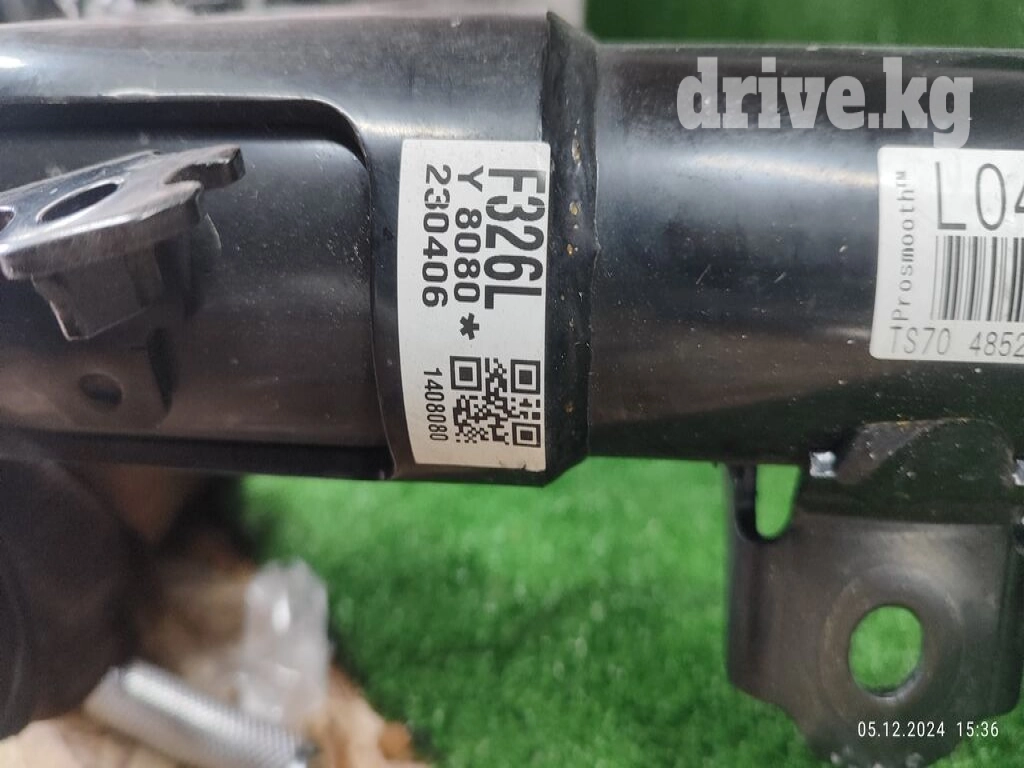 drive.kg
F326L
Y 8080 *
230406
1408080
L04
Prosmooth™
TS70 4852
05.12.2024 15:36